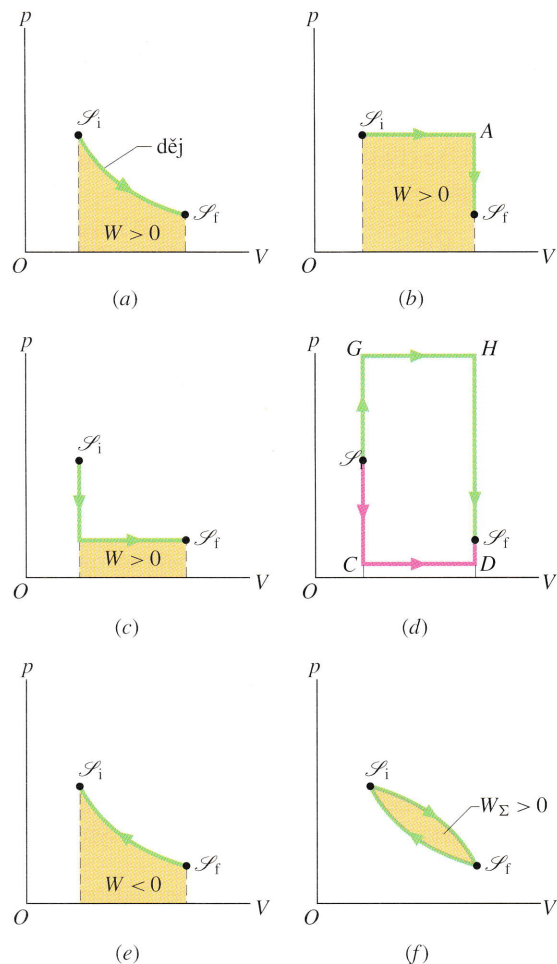 p
𝒮i
děj
W > 0
𝒮f
O
V
(a)
p
𝒮i
A
W > 0
𝒮f
O
V
(b)
p
𝒮i
W > 0
𝒮f
O
V
(c)
p
G
H
𝒮i
𝒮f
C
D
O
V
(d)
p
𝒮i
W < 0
𝒮f
O
V
(e)
p
𝒮i
WΣ > 0
𝒮f
O
V
(f)